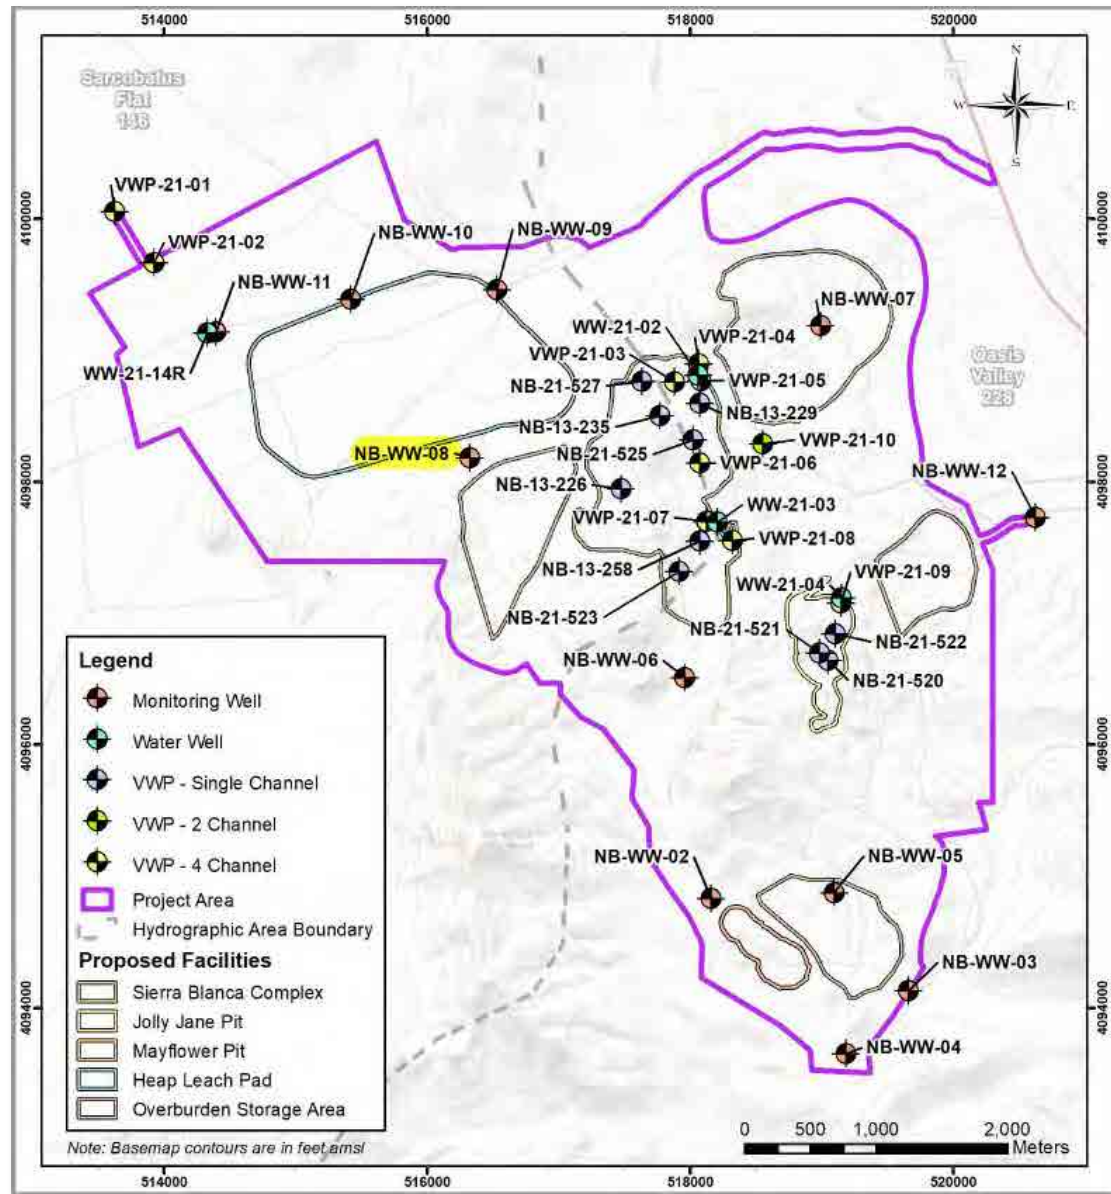 514000
516000
518000
520000
Sarcobatus
Flat
146
N
W
E
S
4100000
4100000
VWP-21-01
VWP-21-02
NB-WW-10
NB-WW-09
NB-WW-11
NB-WW-07
WW-21-02
VWP-21-04
VWP-21-03
WW-21-14R
NB-21-527
VWP-21-05
Oasis
Valley
228
NB-13-235
NB-13-229
NB-WW-08
NB-21-525
VWP-21-10
VWP-21-06
NB-WW-12
4098000
4098000
NB-13-226
WW-21-03
VWP-21-07
VWP-21-08
NB-13-258
WW-21-04
VWP-21-09
NB-21-523
NB-21-521
NB-21-522
NB-WW-06
NB-21-520
4096000
4096000
Legend
Monitoring Well
Water Well
VWP - Single Channel
VWP - 2 Channel
VWP - 4 Channel
Project Area
Hydrographic Area Boundary
Proposed Facilities
Sierra Blanca Complex
Jolly Jane Pit
Mayflower Pit
Heap Leach Pad
Overburden Storage Area
Note: Basemap contours are in feet amsl
NB-WW-02
NB-WW-05
NB-WW-03
4094000
4094000
NB-WW-04
0 500 1,000 2,000
Meters
514000
516000
518000
520000